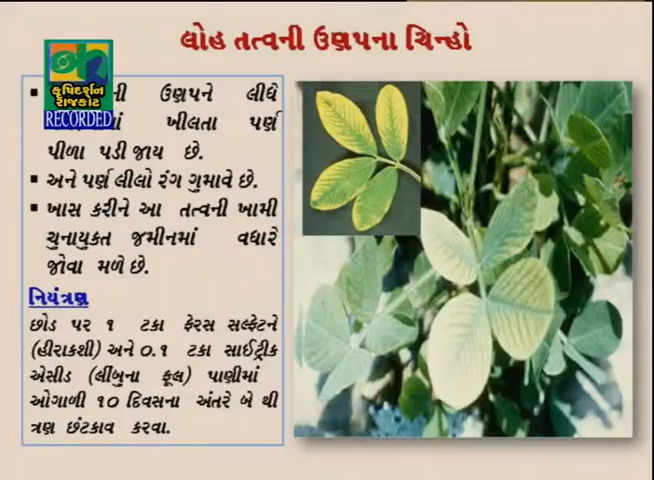 લોહ તત્વની ઉણપના ચિન્હો
કૃષિદર્શન
રાજકોટ
RECORDED
▪ ની ઉણપને લીધે
ખીલતા પર્ણ
પીળા પડી જાય છે.
▪ અને પર્ણ લીલો રંગ ગુમાવે છે.
▪ ખાસ કરીને આ તત્વની ખામી
ચુનાયુક્ત જમીનમાં વધારે
જોવા મળે છે.
નિયંત્રણ
છોડ પર ૧ ટકા ફેરસ સલ્ફેટને
(હીરાકશી) અને ૦.૧ ટકા સાઈટ્રીક
એસીડ (લીંબુના ફૂલ) પાણીમાં
ઓગાળી ૧૦ દિવસના અંતરે બે થી
ત્રણ છંટકાવ કરવા.